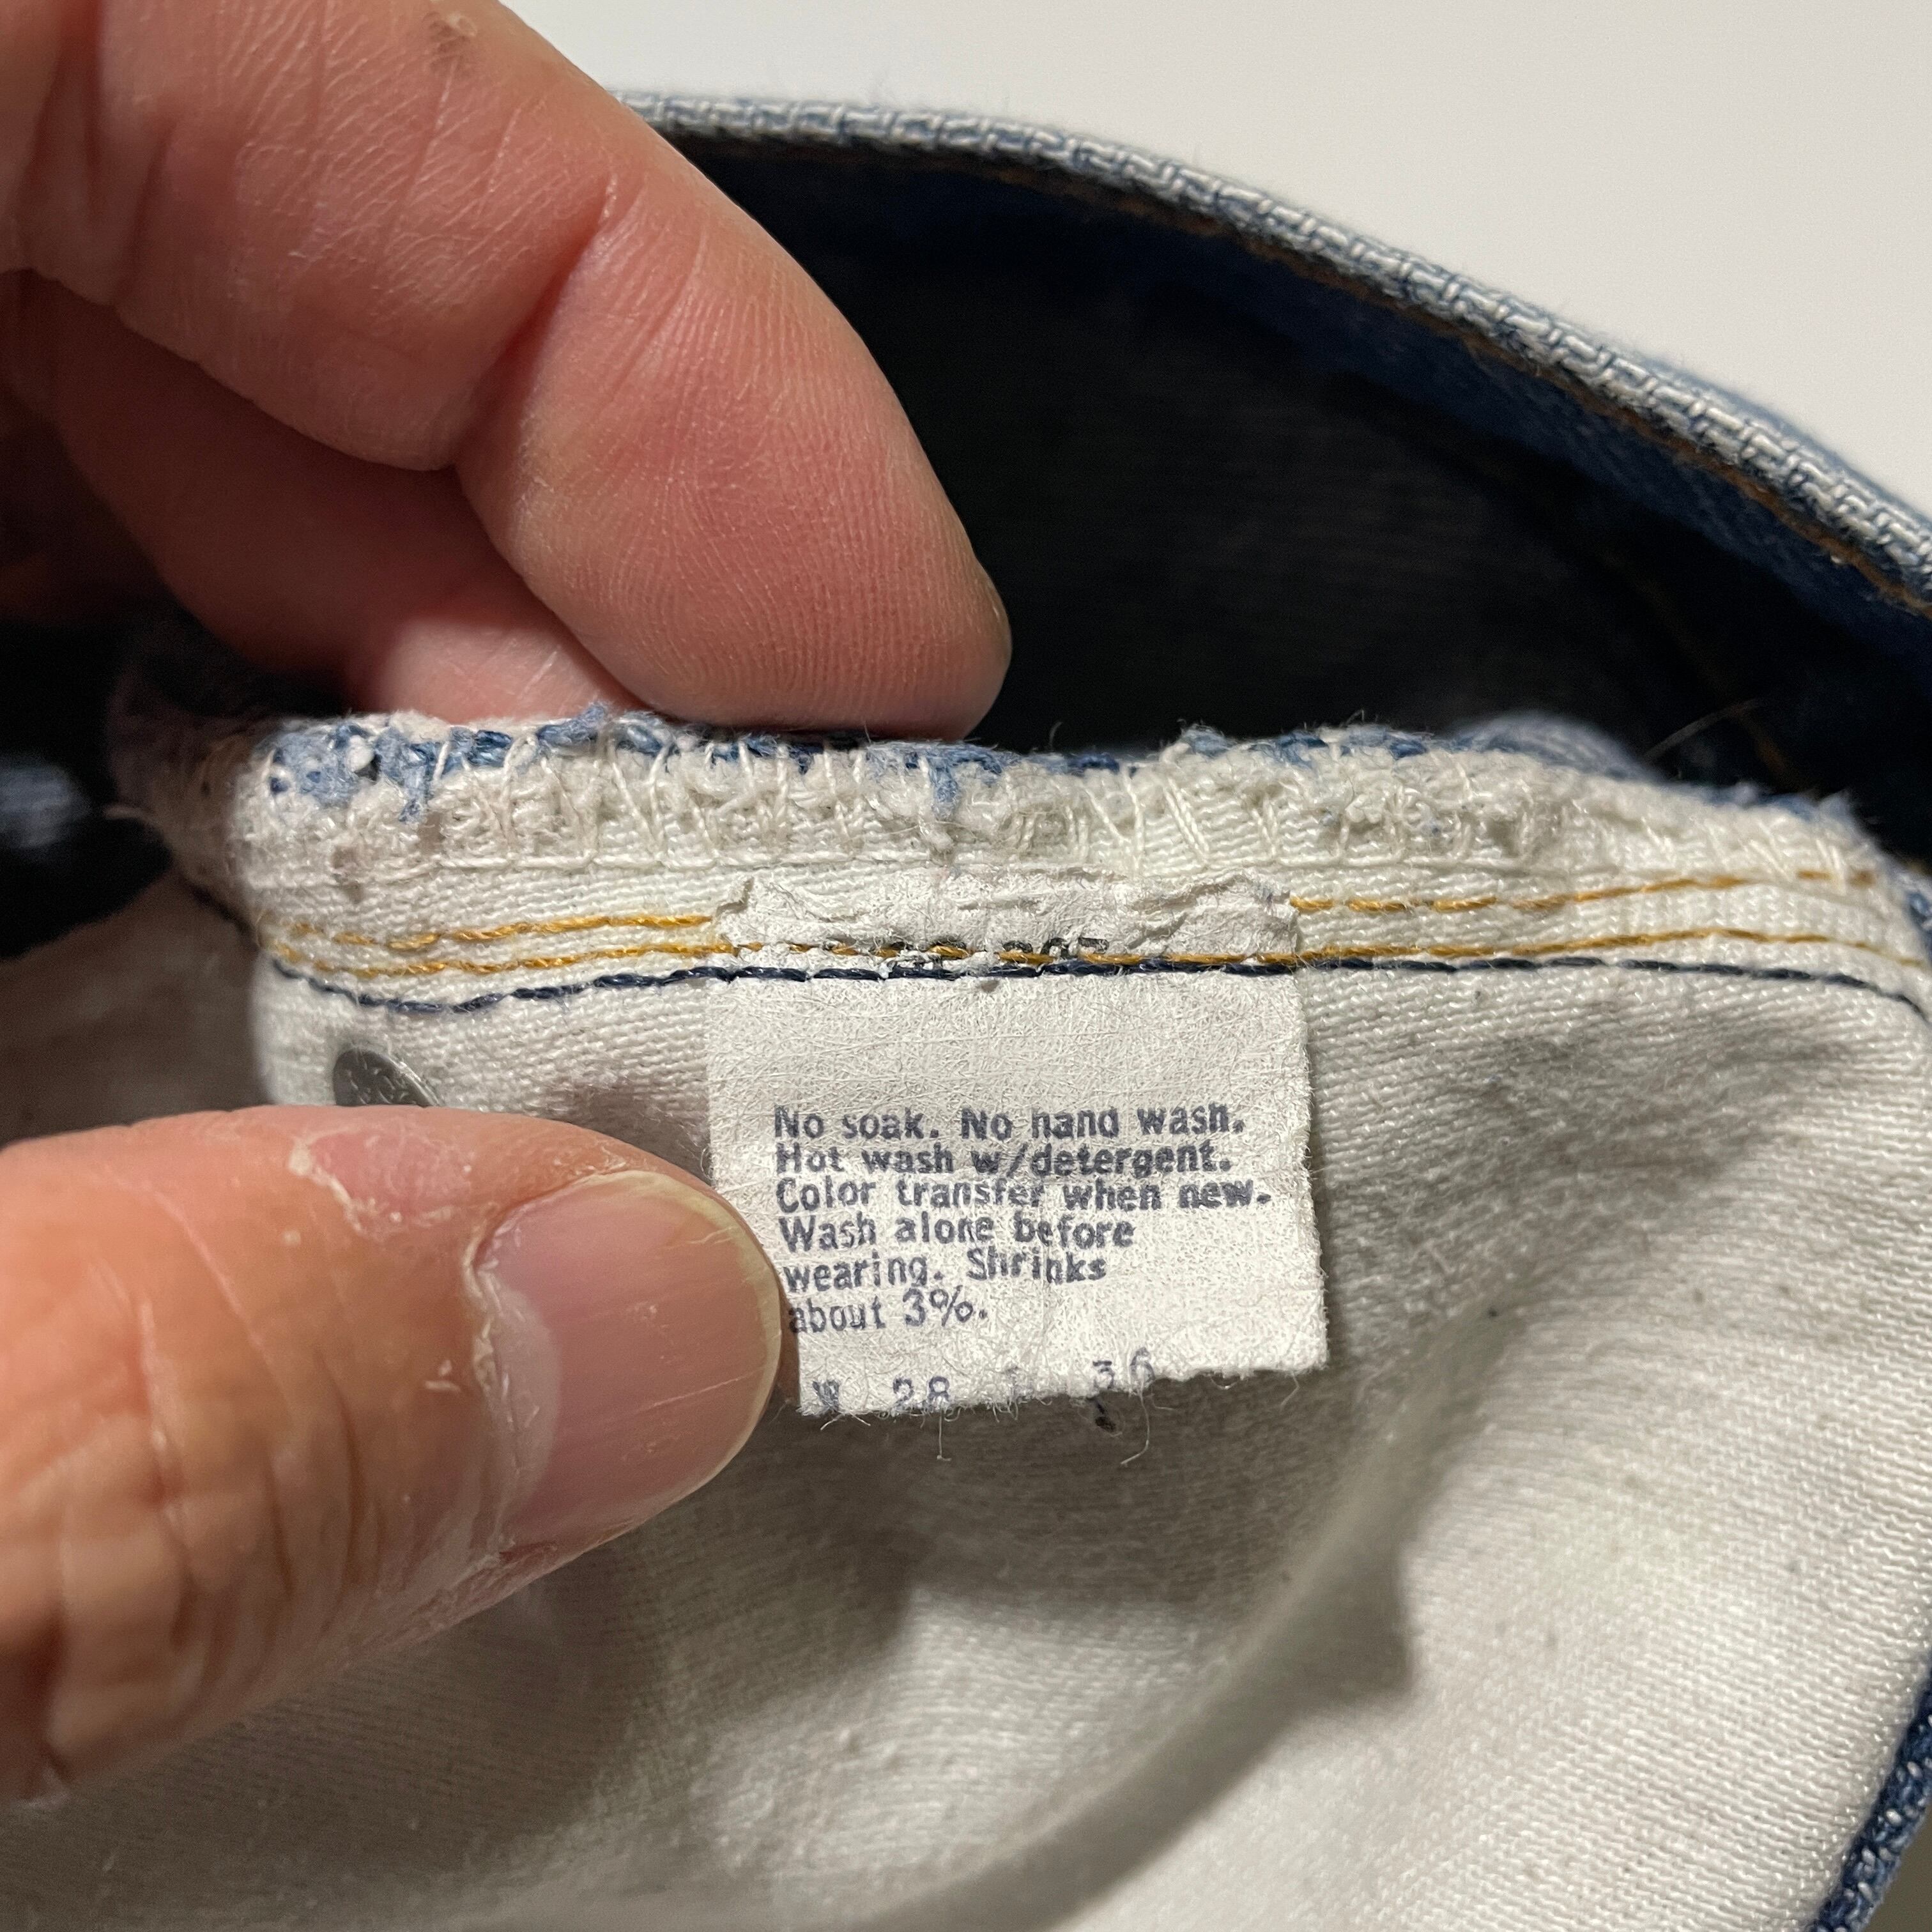 No soak. No hand wash.
Hot wash w/detergent.
Color transfer when new.
Wash alone before
wearing. Shrinks
about 3%.
W 28 36